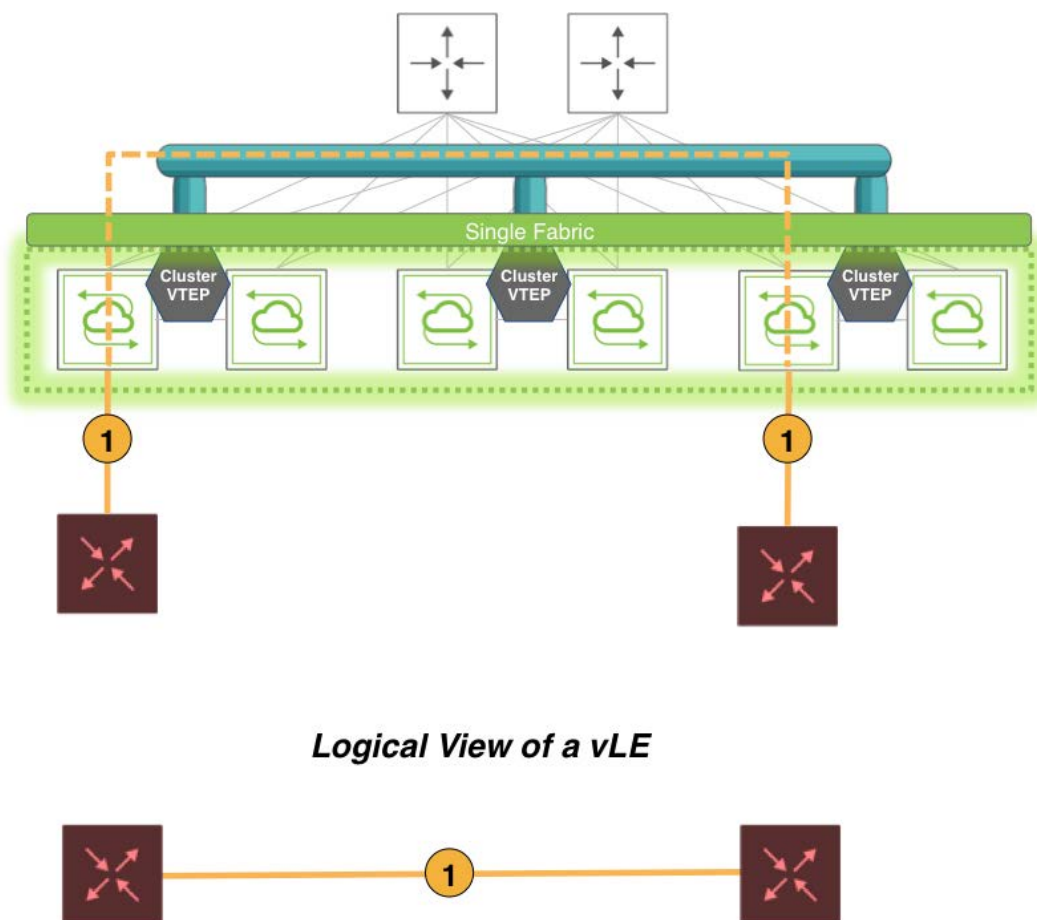 Single Fabric
Cluster
VTEP
Cluster
VTEP
Cluster
VTEP
1
1
Logical View of a vLE
1